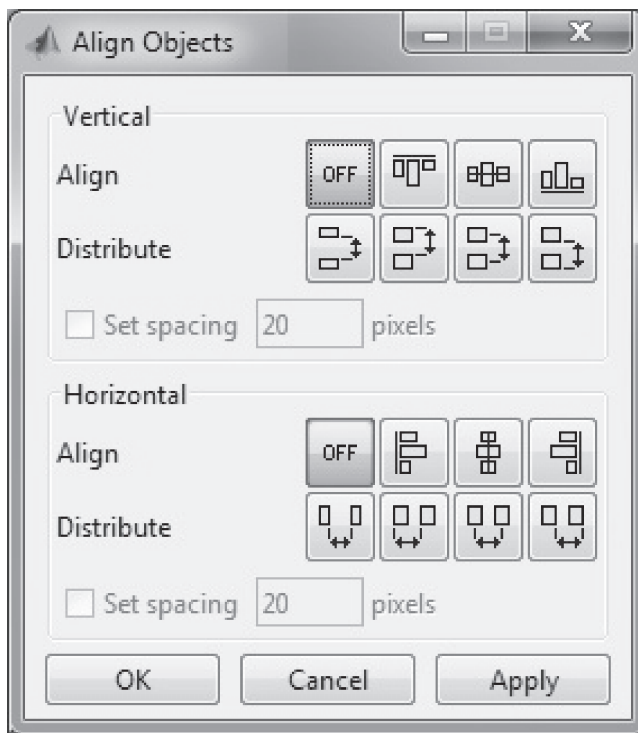 Align Objects
Vertical
Align OFF
Distribute
Set spacing 20 pixels
Horizontal
Align OFF
Distribute
Set spacing 20 pixels
OK Cancel Apply